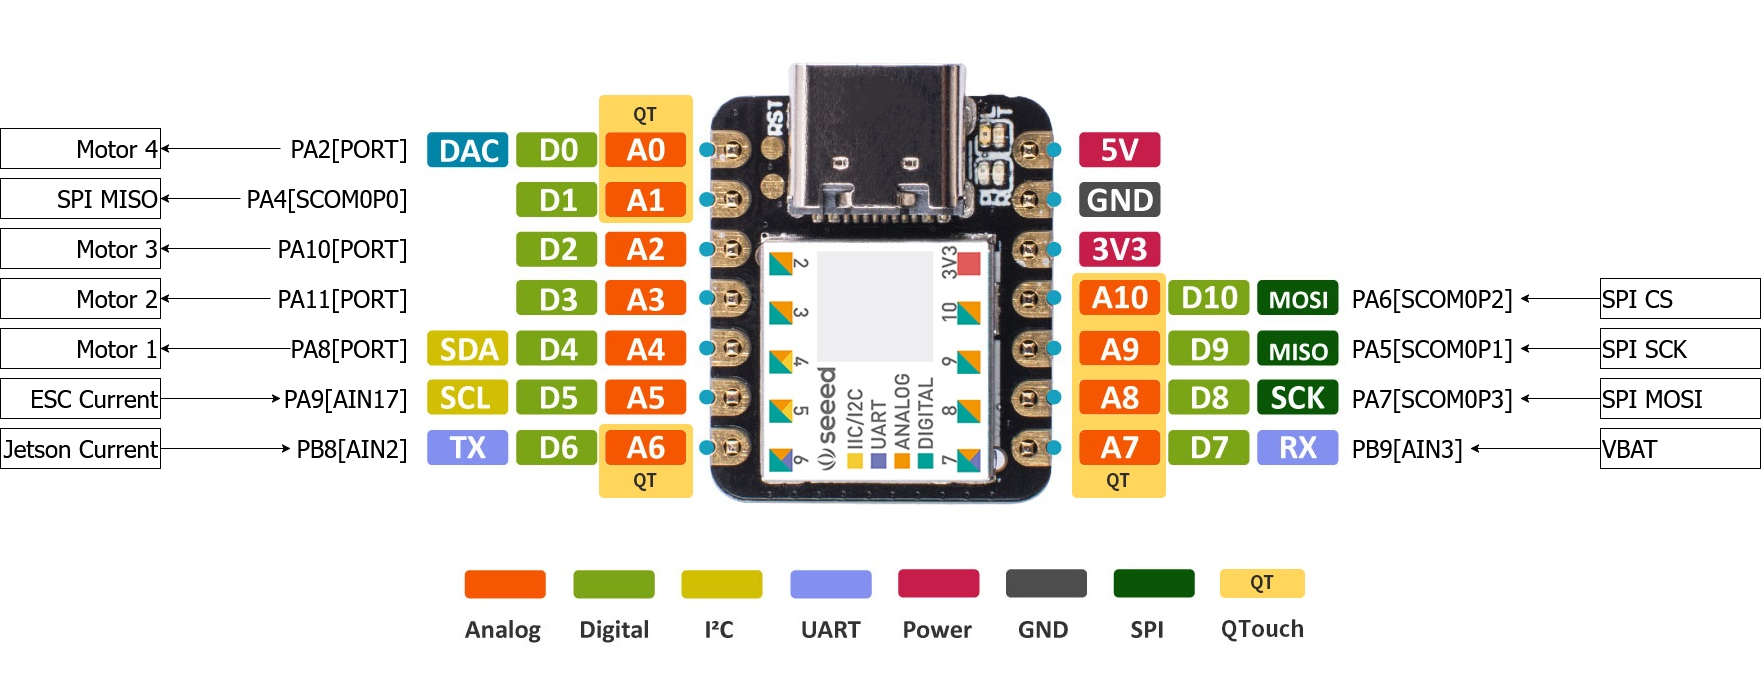 QT
Motor 4 PA2[PORT] DAC D0 A0 5V
SPI MISO PA4[SCOM0P0] D1 A1 GND
Motor 3 PA10[PORT] D2 A2 3V3
Motor 2 PA11[PORT] D3 A3 A10 D10 MOSI PA6[SCOM0P2] SPI CS
Motor 1 PA8[PORT] SDA D4 A4 A9 D9 MISO PA5[SCOM0P1] SPI SCK
ESC Current PA9[AIN17] SCL D5 A5 A8 D8 SCK PA7[SCOM0P3] SPI MOSI
Jetson Current PB8[AIN2] TX D6 A6 A7 D7 RX PB9[AIN3] VBAT
QT QT
RST
2
3
4
5
6
3V3
10
9
8
7
seeed
IIC/I2C
UART
ANALOG
DIGITAL
QT
Analog Digital I²C UART Power GND SPI QTouch